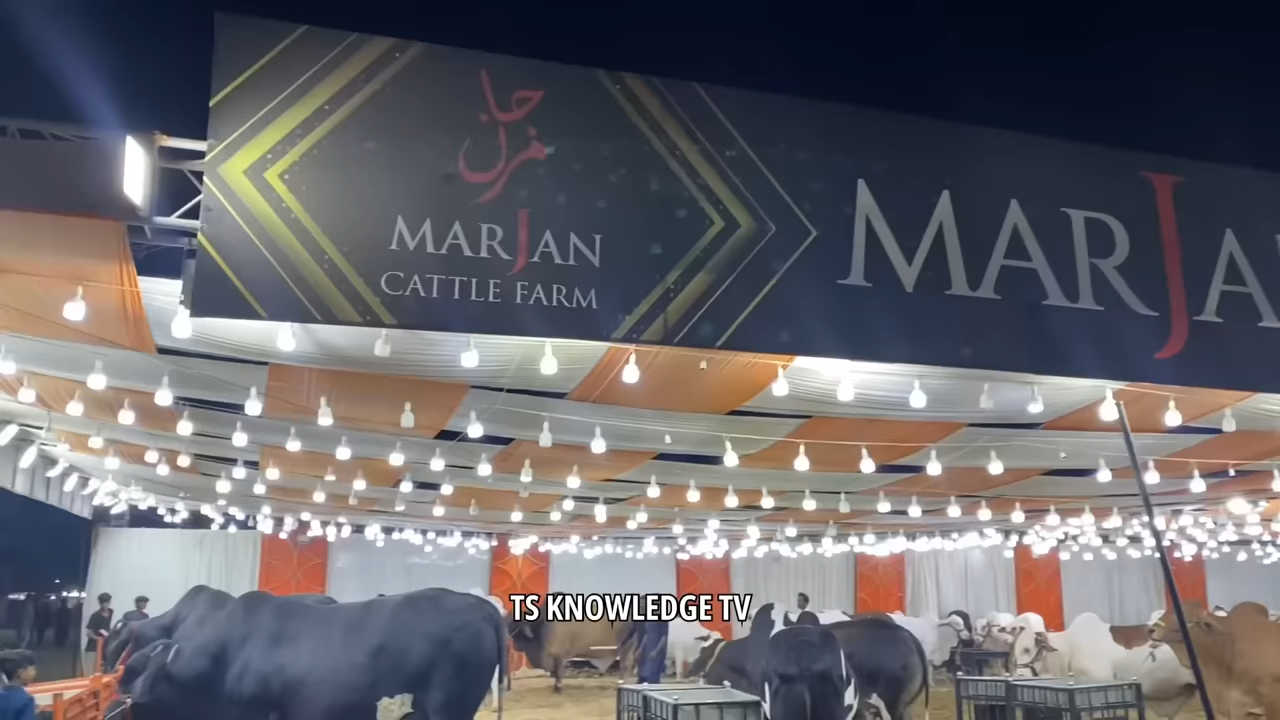 مرجان
MARJAN
CATTLE FARM
MARJA
TS KNOWLEDGE TV